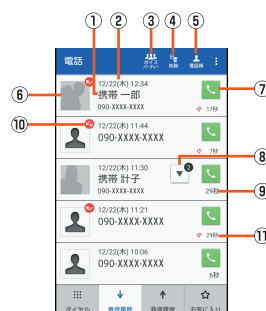 ① ② ③ ④ ⑤
電話 ボイスパーティー 削除 電話帳
⑥ 12/22(木) 12:34
携帯 一郎
090-XXXX-XXXX 17秒 ⑦
⑩ 12/22(木) 11:44
090-XXXX-XXXX
7秒
12/22(木) 11:30
携帯 計子 2 ⑧
090-XXXX-XXXX 29秒 ⑨
12/22(木) 11:21
090-XXXX-XXXX
29秒 ⑪
12/22(木) 10:06
090-XXXX-XXXX
6秒
ダイヤル 着信履歴 発信履歴 お気に入り